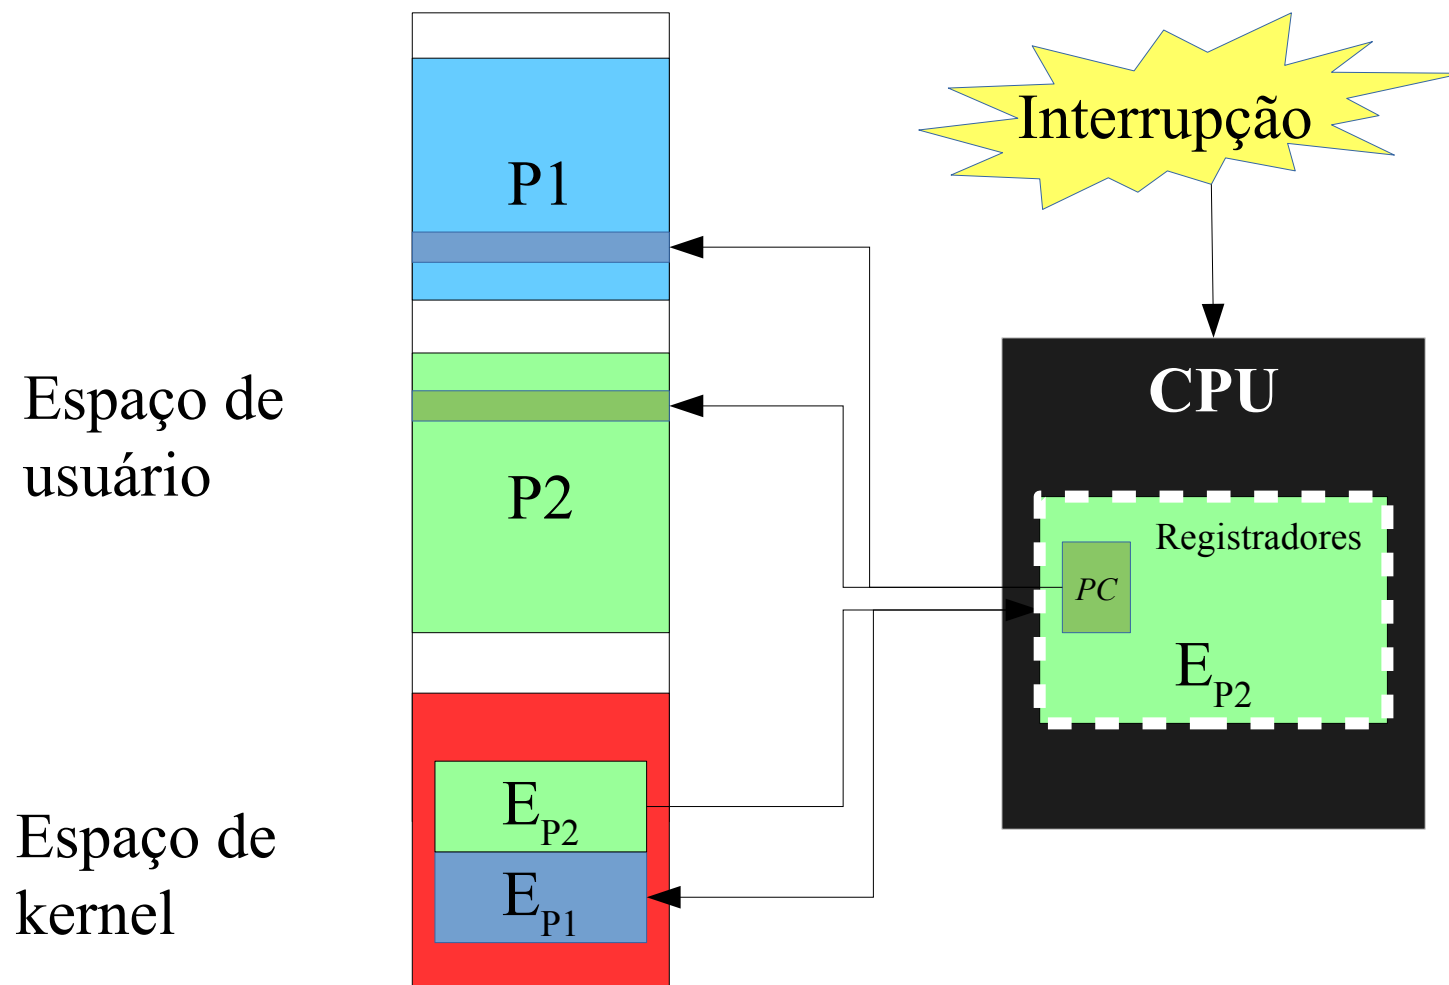 Interrupção
P1
CPU
Espaço de
usuário
P2
Registradores
PC
EP2
Espaço de
kernel
EP2
EP1